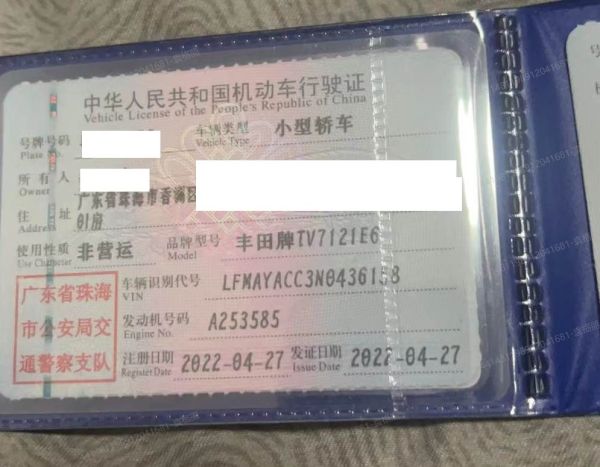 中华人民共和国机动车行驶证
Vehicle License of the People's Republic of China
号牌号码 车辆类型 小型轿车
Plate No. Vehicle Type
所有人
Owner
住址 广东省珠海市香洲区
Address 01房
使用性质 非营运 品牌型号 丰田牌TV7121E6
Use Character Model
广东省珠海
市公安局交
通警察支队
车辆识别代号 LFMAYACC3N0436158
VIN
发动机号码 A253585
Engine No.
注册日期 2022-04-27 发证日期 2022-04-27
Register Date Issue Date
号